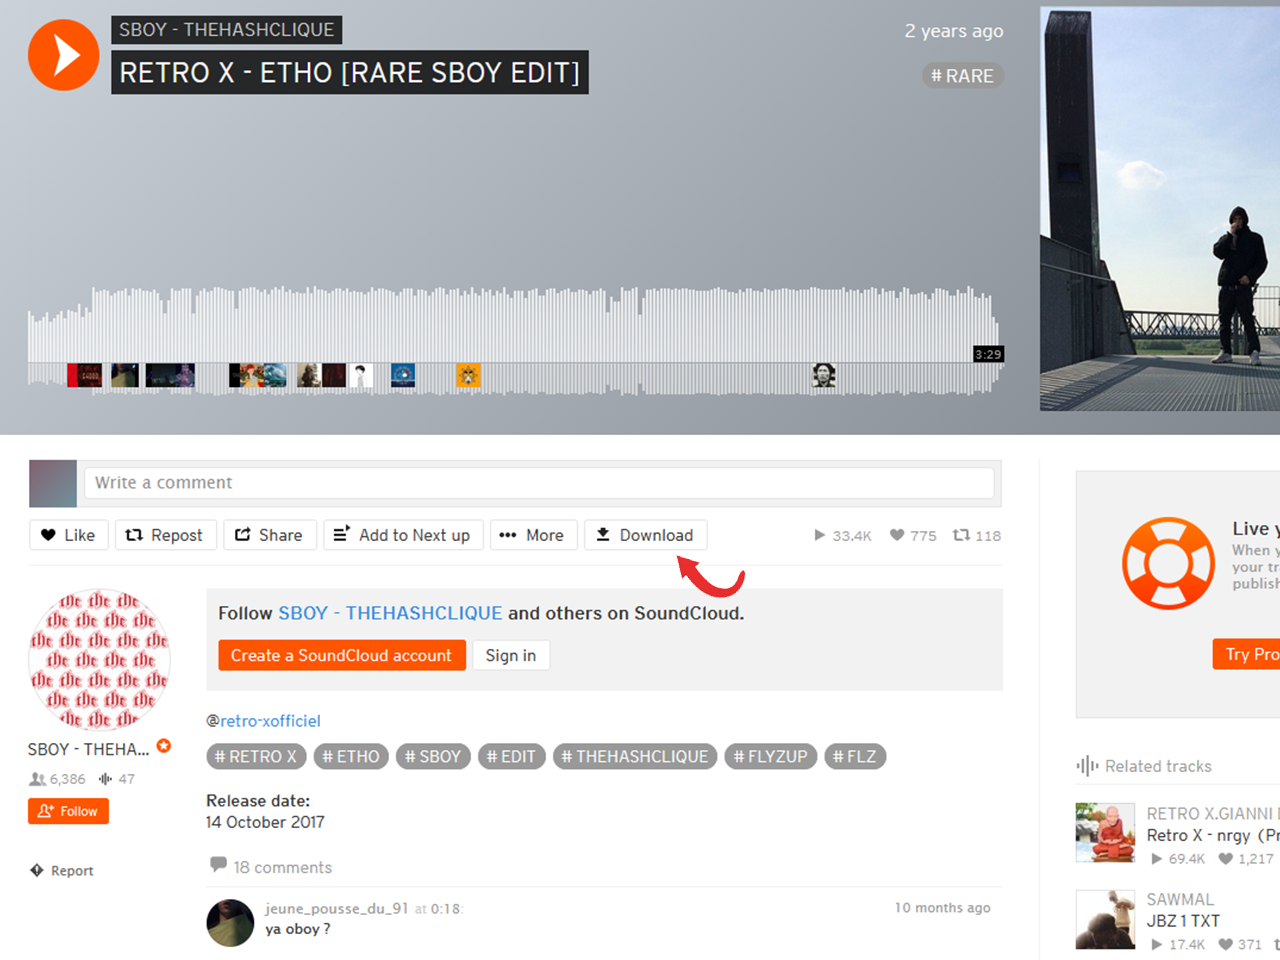 SBOY - THEHASHCLIQUE
2 years ago
RETRO X - ETHO [RARE SBOY EDIT]
# RARE
3:29
Write a comment
Like
Repost
Share
Add to Next up
More
Download
33.4K
775
118
Live y
When y
your tra
publish
Try Pro
Follow SBOY - THEHASHCLIQUE and others on SoundCloud.
Create a SoundCloud account
Sign in
@retro-xofficiel
# RETRO X
# ETHO
# SBOY
# EDIT
# THEHASHCLIQUE
# FLYZUP
# FLZ
SBOY - THEHA...
6,386
47
Follow
Report
Release date:
14 October 2017
18 comments
jeune_pousse_du_91 at 0:18:
10 months ago
ya oboy ?
Related tracks
RETRO X.GIANNI
Retro X - nrgy (Pr
69.4K
1,217
SAWMAL
JBZ 1 TXT
17.4K
371